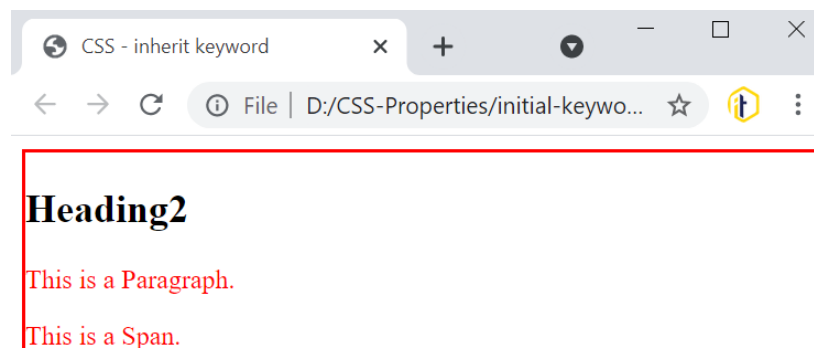 CSS - inherit keyword
File D:/CSS-Properties/initial-keywo...
Heading2
This is a Paragraph.
This is a Span.